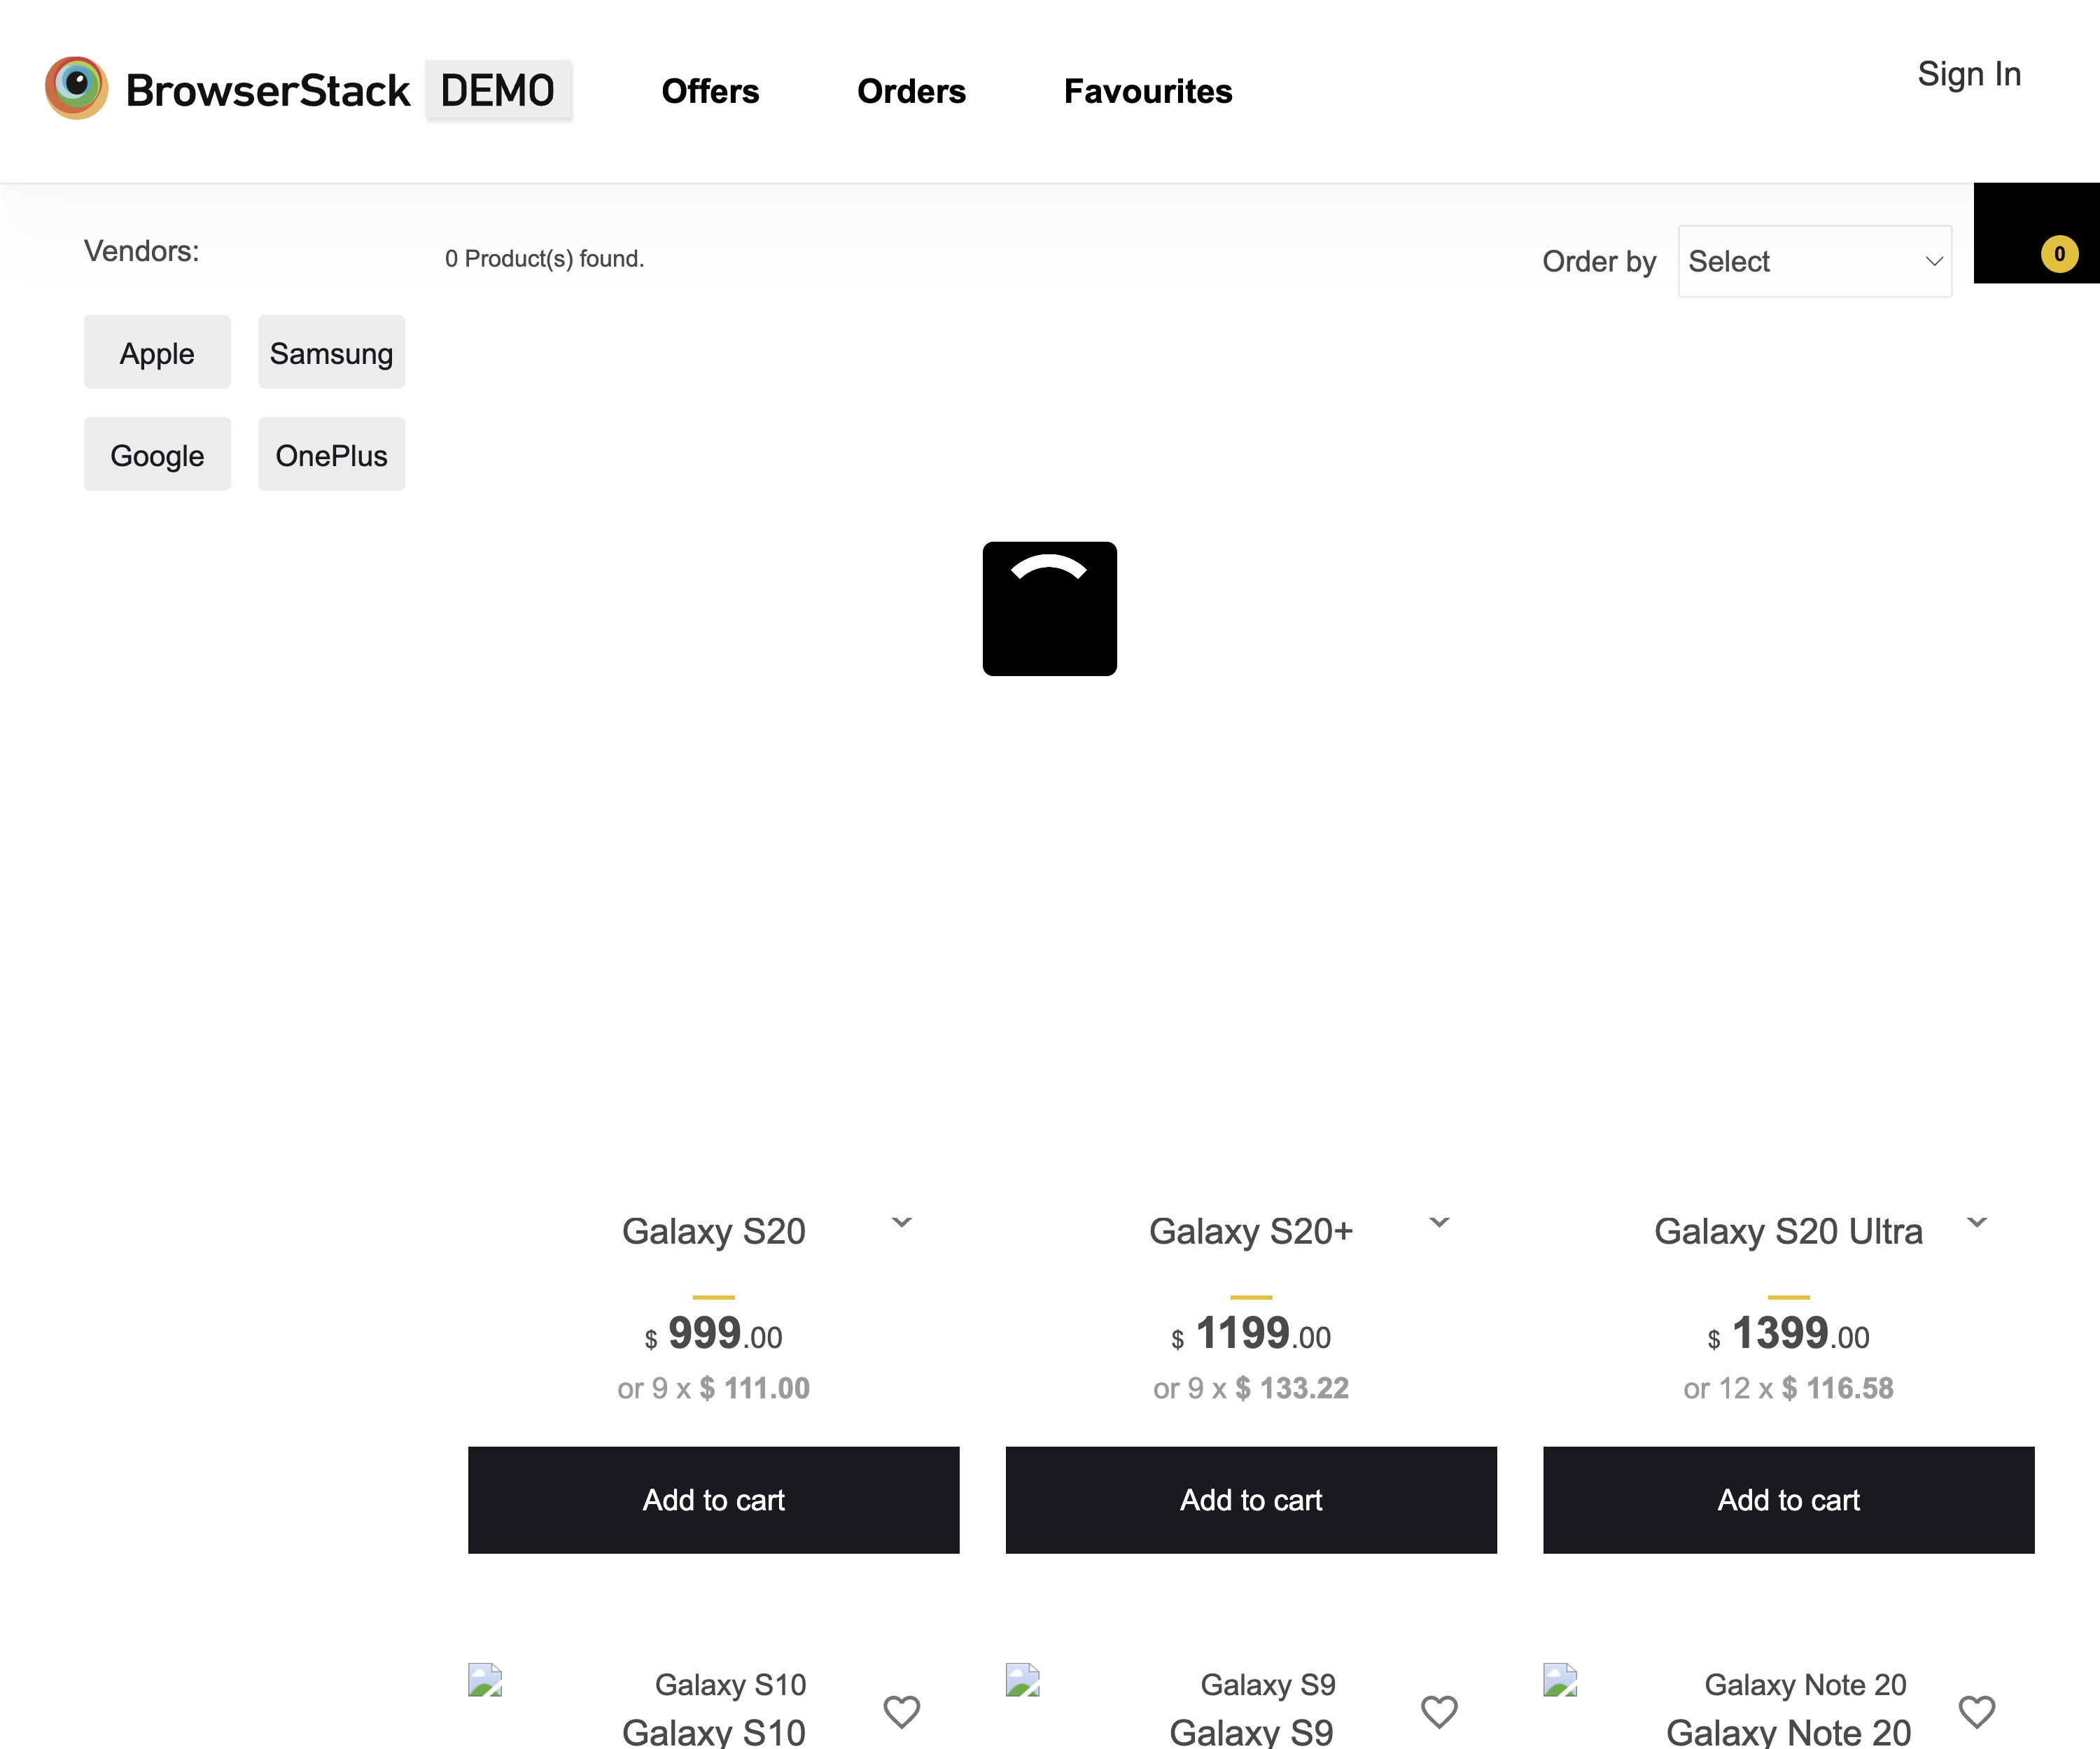 BrowserStack DEMO Offers Orders Favourites Sign In
Vendors: 0 Product(s) found. Order by Select 0
Apple Samsung
Google OnePlus
Galaxy S20 Galaxy S20+ Galaxy S20 Ultra
$ 999.00 $ 1199.00 $ 1399.00
or 9 x $ 111.00 or 9 x $ 133.22 or 12 x $ 116.58
Add to cart Add to cart Add to cart
Galaxy S10 Galaxy S9 Galaxy Note 20
Galaxy S10 Galaxy S9 Galaxy Note 20